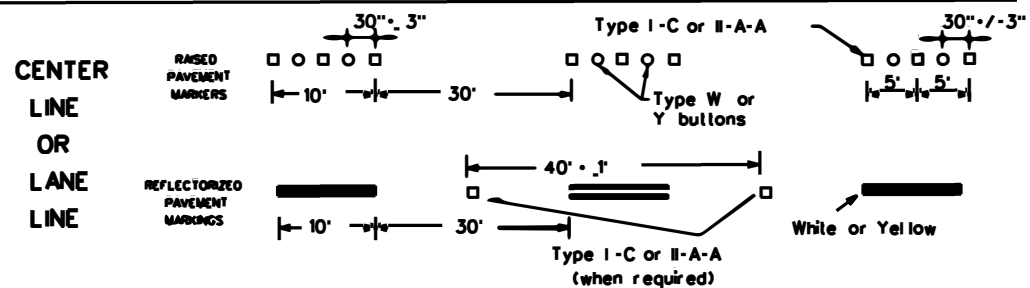 30"•_ 3"
Type I-C or II-A-A
30"•/-3"
CENTER
LINE
OR
LANE
LINE
RAISED
PAVEMENT
MARKERS
10'
30'
Type W or
Y buttons
5'
5'
40' • _1'
REFLECTORIZED
PAVEMENT
MARKINGS
10'
30'
White or Yellow
Type I-C or II-A-A
(when required)